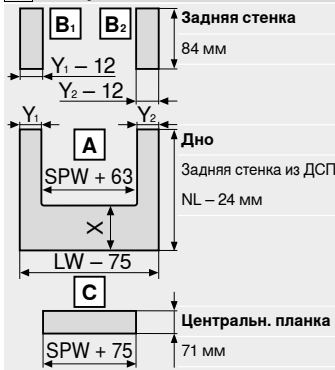 B₁ B₂ Задняя стенка
84 мм
Y₁ – 12
Y₂ – 12
Y₁ Y₂
A Дно
SPW + 63 Задняя стенка из ДСП
NL – 24 мм
X
LW – 75
C
Центральн. планка
SPW + 75 71 мм